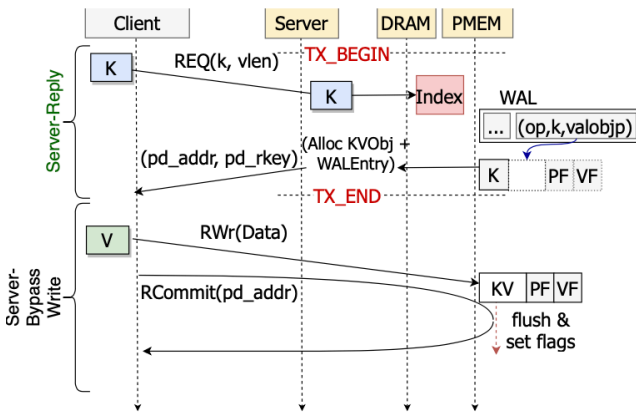 Client
Server
DRAM
PMEM
TX_BEGIN
K
REQ(k, vlen)
K
Index
WAL
...
(op,k,valobjp)
Server-Reply
(pd_addr, pd_rkey)
(Alloc KVObj +
WALEntry)
K
PF
VF
TX_END
V
RWr(Data)
Server-
Bypass
Write
RCommit(pd_addr)
KV
PF
VF
flush &
set flags